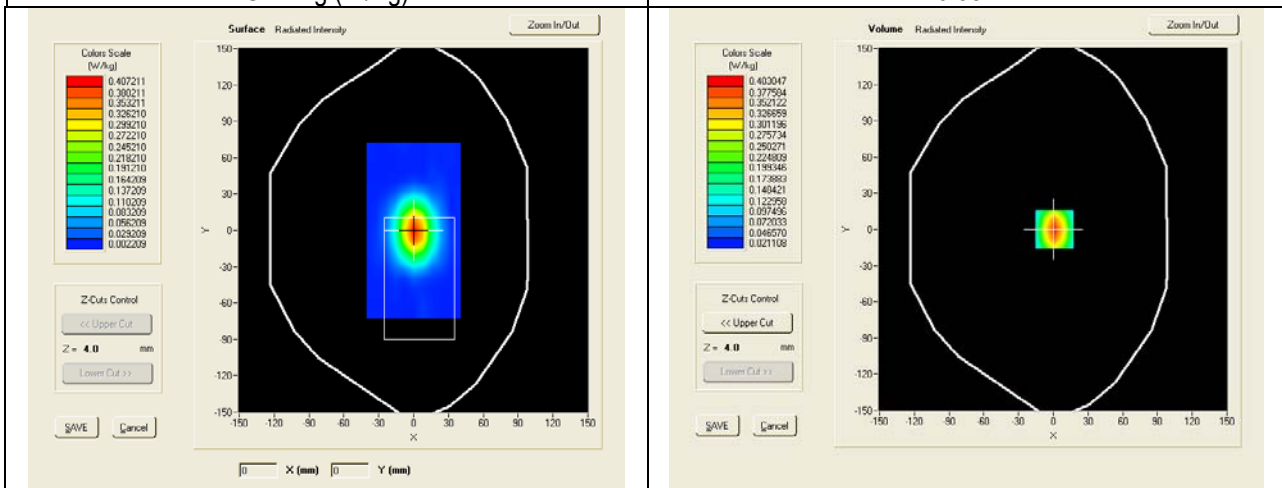 Surface Radiated Intensity
Zoom In/Out
Colors Scale
(W/kg)
0.407211
0.380211
0.353211
0.326210
0.299210
0.272210
0.245210
0.218210
0.191210
0.164209
0.137209
0.110209
0.083209
0.056209
0.029209
0.002209
150
120
90
60
30
0
-30
-60
-90
-120
-150
Y
-150 -120 -90 -60 -30 0 30 60 90 120 150
X
Z-Cuts Control
<< Upper Cut
Z = 4.0 mm
Lower Cut >>
SAVE Cancel
0 X (mm) 0 Y (mm)
Volume Radiated Intensity
Zoom In/Out
Colors Scale
(W/kg)
0.403047
0.377584
0.352122
0.326659
0.301196
0.275734
0.250271
0.224809
0.199346
0.173883
0.148421
0.122958
0.097496
0.072033
0.046570
0.021108
150
120
90
60
30
0
-30
-60
-90
-120
-150
Y
-150 -120 -90 -60 -30 0 30 60 90 120 150
X
Z-Cuts Control
<< Upper Cut
Z = 4.0 mm
Lower Cut >>
SAVE Cancel